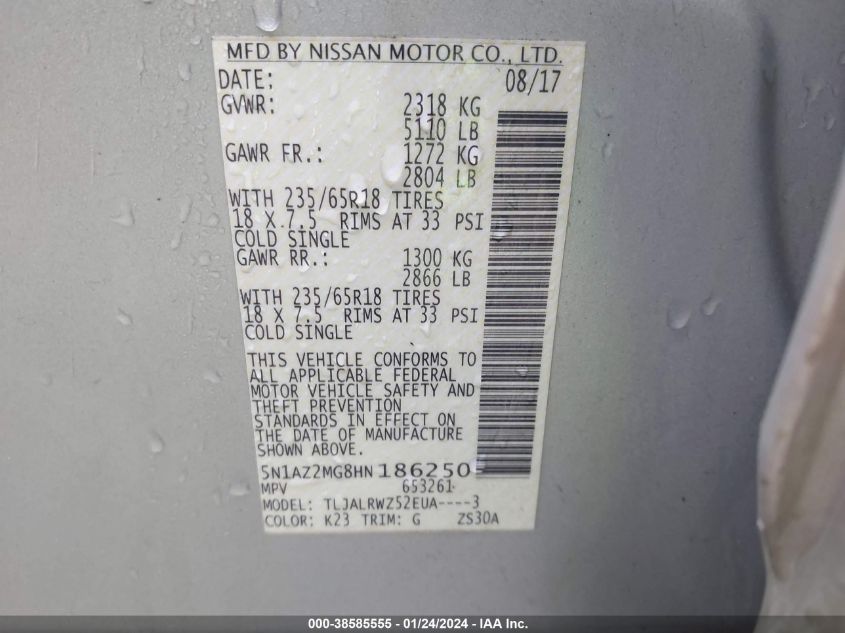 MFD BY NISSAN MOTOR CO., LTD.
DATE: 08/17
GVWR: 2318 KG
5110 LB
GAWR FR.: 1272 KG
2804 LB
WITH 235/65R18 TIRES
18 X 7.5 RIMS AT 33 PSI
COLD SINGLE
GAWR RR.: 1300 KG
2866 LB
WITH 235/65R18 TIRES
18 X 7.5 RIMS AT 33 PSI
COLD SINGLE
THIS VEHICLE CONFORMS TO
ALL APPLICABLE FEDERAL
MOTOR VEHICLE SAFETY AND
THEFT PREVENTION
STANDARDS IN EFFECT ON
THE DATE OF MANUFACTURE
SHOWN ABOVE.
5N1AZ2MG8HN186250
MPV 653261
MODEL: TLJALRWZ52EUA----3
COLOR: K23 TRIM: G ZS30A
000-38585555 - 01/24/2024 - IAA Inc.